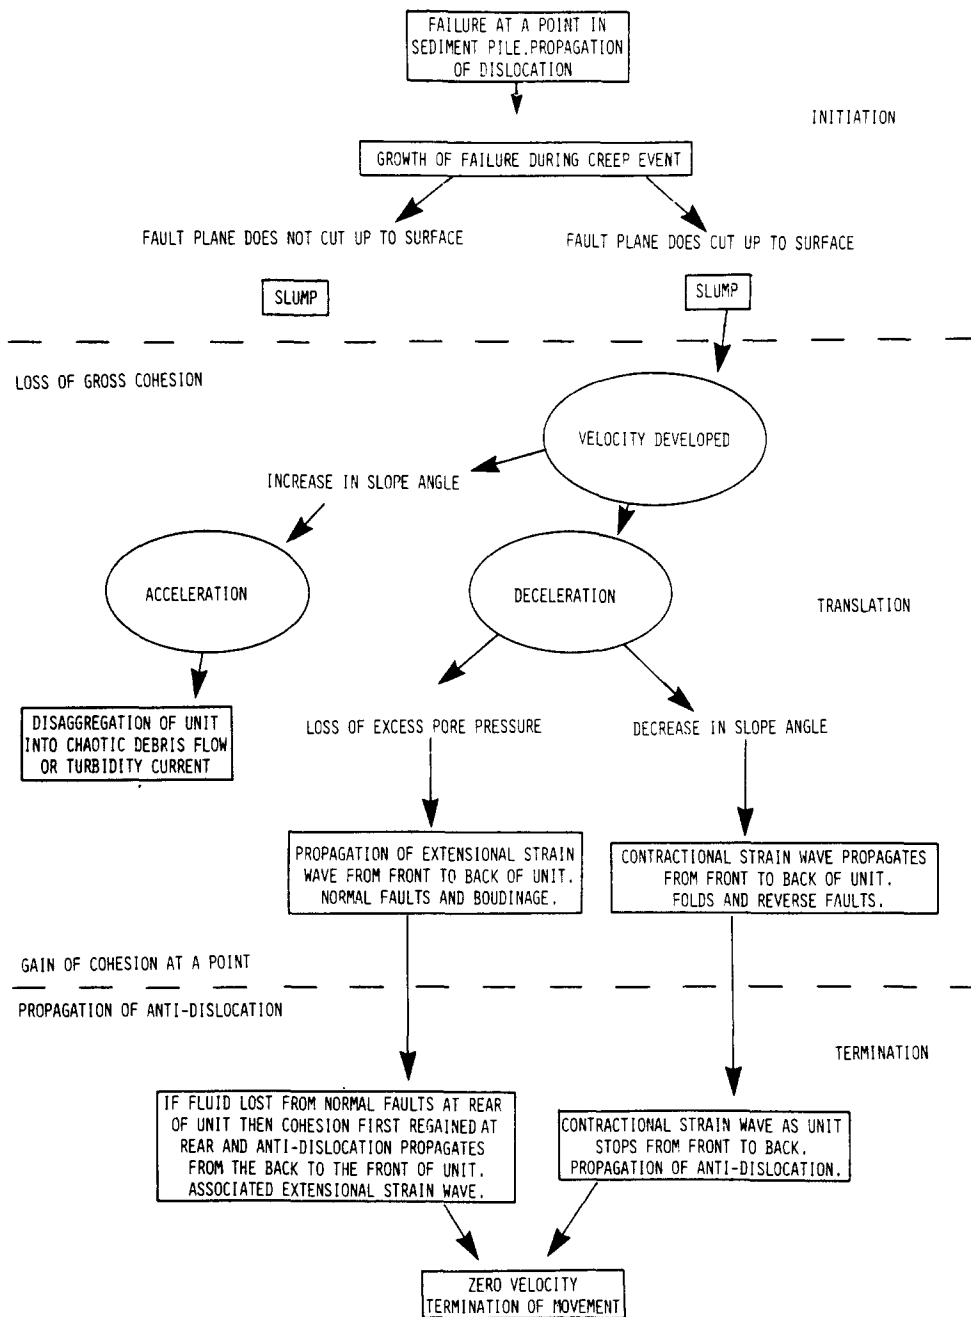 FAILURE AT A POINT IN
SEDIMENT PILE.PROPAGATION
OF DISLOCATION
INITIATION
GROWTH OF FAILURE DURING CREEP EVENT
FAULT PLANE DOES NOT CUT UP TO SURFACE
FAULT PLANE DOES CUT UP TO SURFACE
SLUMP
SLUMP
LOSS OF GROSS COHESION
VELOCITY DEVELOPED
INCREASE IN SLOPE ANGLE
ACCELERATION
DECELERATION
TRANSLATION
DISAGGREGATION OF UNIT
INTO CHAOTIC DEBRIS FLOW
OR TURBIDITY CURRENT
LOSS OF EXCESS PORE PRESSURE
DECREASE IN SLOPE ANGLE
PROPAGATION OF EXTENSIONAL STRAIN
WAVE FROM FRONT TO BACK OF UNIT.
NORMAL FAULTS AND BOUDINAGE.
CONTRACTIONAL STRAIN WAVE PROPAGATES
FROM FRONT TO BACK OF UNIT.
FOLDS AND REVERSE FAULTS.
GAIN OF COHESION AT A POINT
PROPAGATION OF ANTI-DISLOCATION
TERMINATION
IF FLUID LOST FROM NORMAL FAULTS AT REAR
OF UNIT THEN COHESION FIRST REGAINED AT
REAR AND ANTI-DISLOCATION PROPAGATES
FROM THE BACK TO THE FRONT OF UNIT.
ASSOCIATED EXTENSIONAL STRAIN WAVE.
CONTRACTIONAL STRAIN WAVE AS UNIT
STOPS FROM FRONT TO BACK.
PROPAGATION OF ANTI-DISLOCATION.
ZERO VELOCITY
TERMINATION OF MOVEMENT